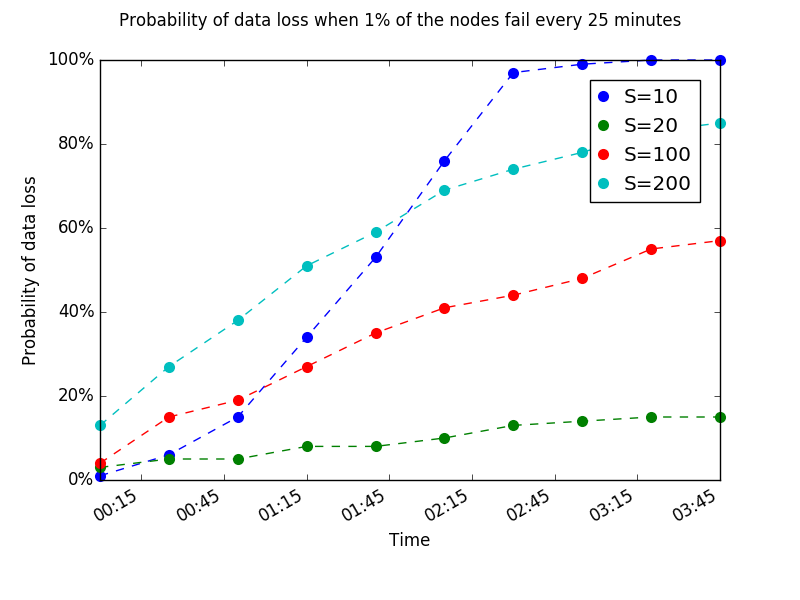 Probability of data loss when 1% of the nodes fail every 25 minutes
Probability of data loss
100%
80%
60%
40%
20%
0%
S=10
S=20
S=100
S=200
00:15
00:45
01:15
01:45
02:15
02:45
03:15
03:45
Time